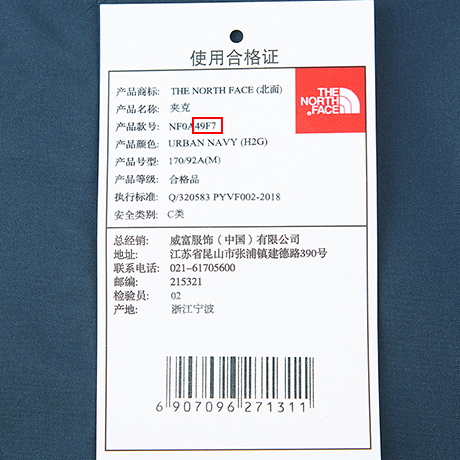 使用合格证
产品商标: THE NORTH FACE (北面)
产品名称: 夹克
产品款号: NF0A49F7
产品颜色: URBAN NAVY (H2G)
产品号型: 170/92A(M)
产品等级: 合格品
执行标准: Q/320583 PYVF002-2018
安全类别: C类
THE
NORTH
FACE
总经销: 威富服饰（中国）有限公司
地址: 江苏省昆山市张浦镇建德路390号
联系电话: 021-61705600
邮编: 215321
检验员: 02
产地: 浙江宁波
6 907096 271311